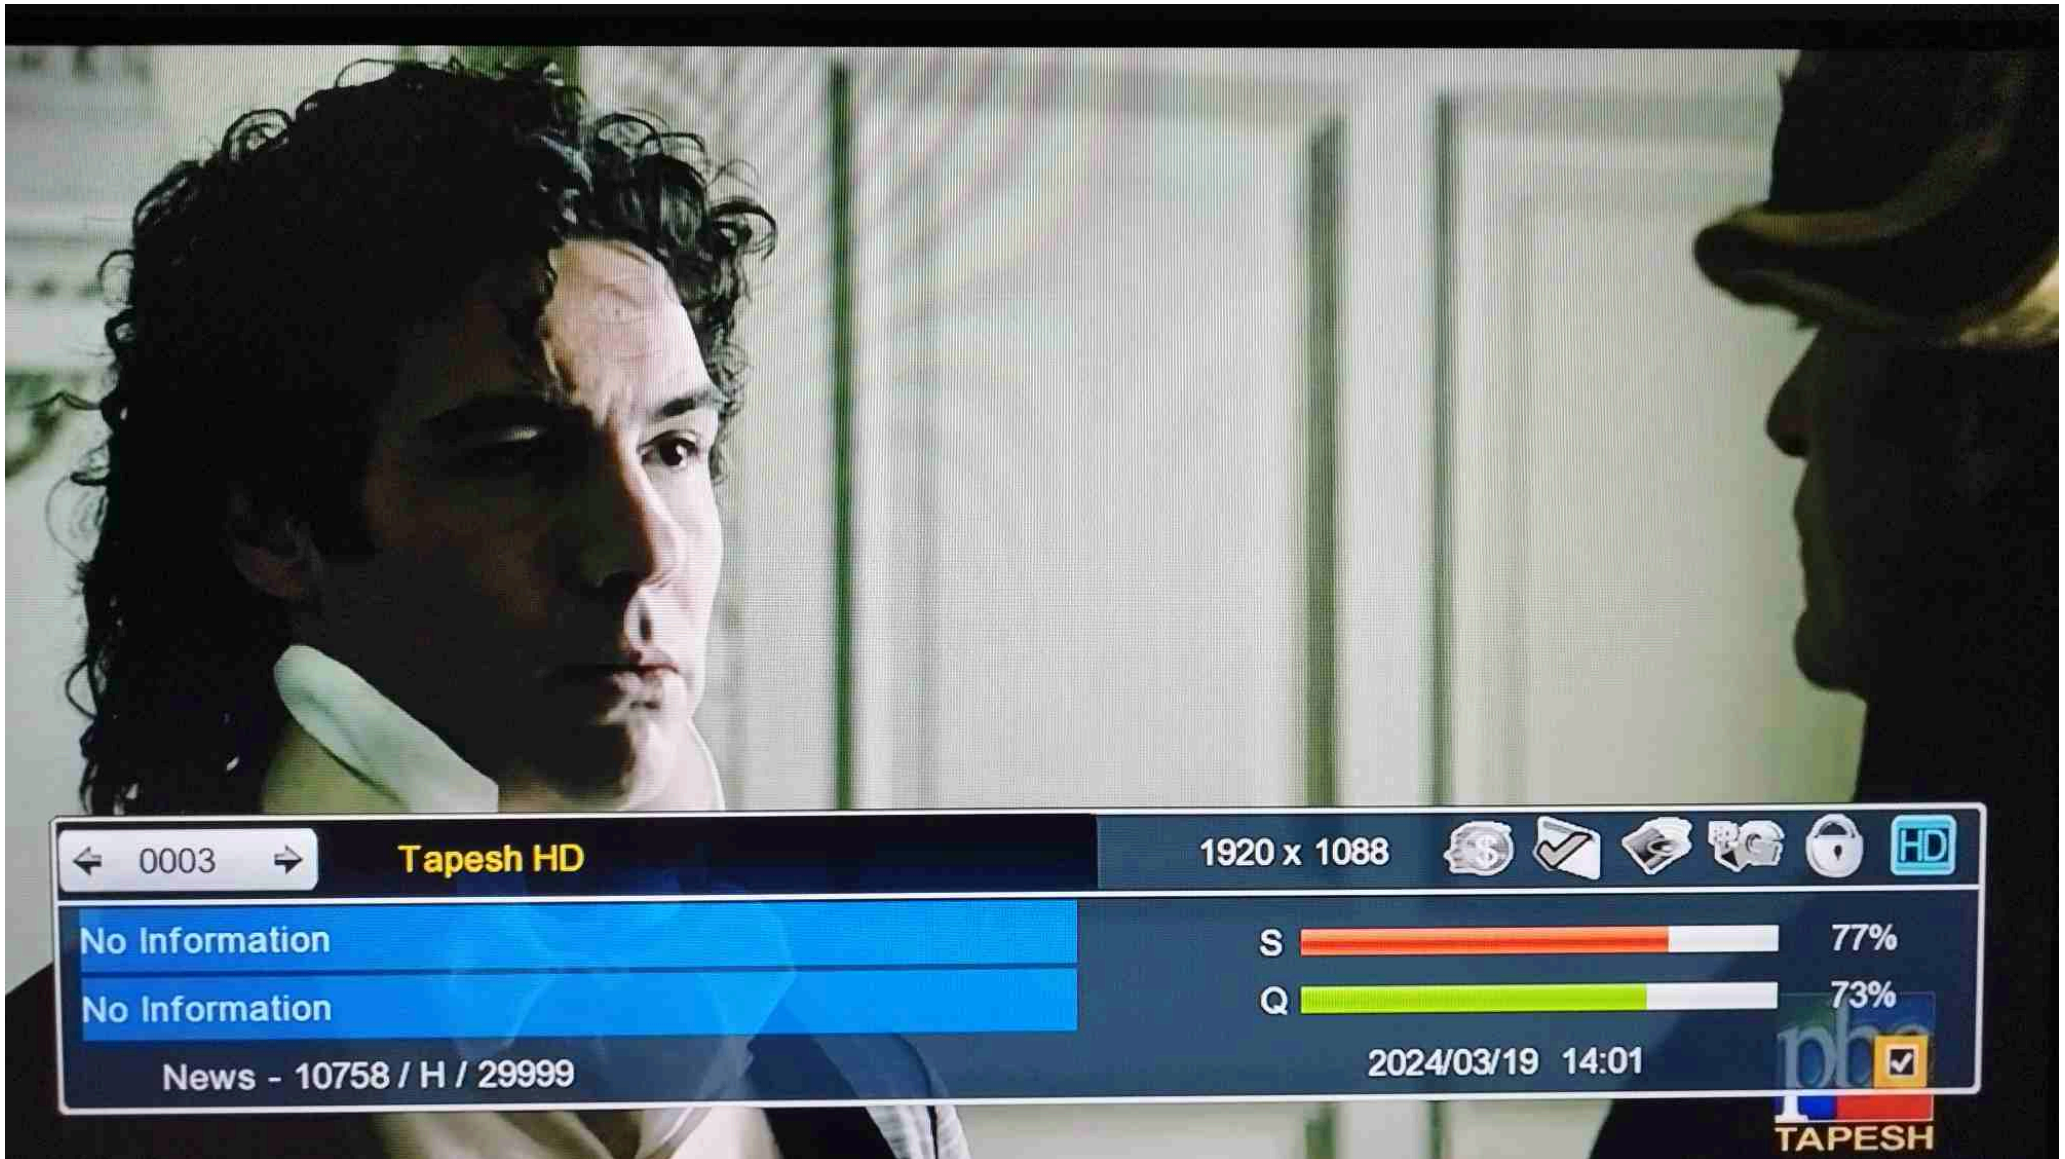 0003
Tapesh HD
1920 x 1088
HD
No Information
S 77%
No Information
Q 73%
News - 10758 / H / 29999
2024/03/19 14:01
TAPESH